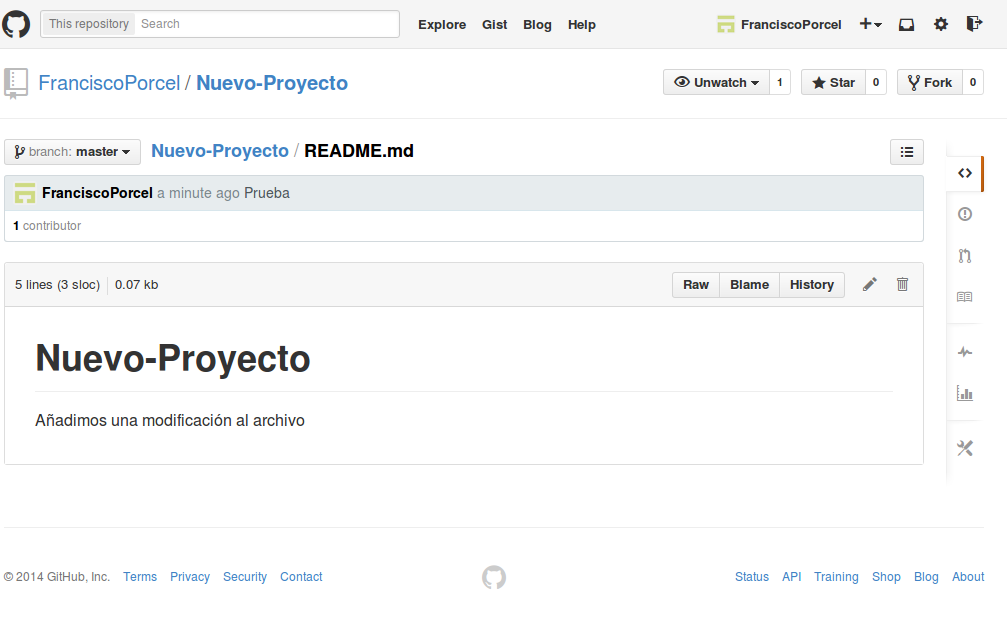 This repository Search Explore Gist Blog Help FranciscoPorcel
FranciscoPorcel / Nuevo-Proyecto Unwatch 1 Star 0 Fork 0
branch: master Nuevo-Proyecto / README.md
FranciscoPorcel a minute ago Prueba
1 contributor
5 lines (3 sloc) 0.07 kb Raw Blame History
Nuevo-Proyecto
Añadimos una modificación al archivo
© 2014 GitHub, Inc. Terms Privacy Security Contact Status API Training Shop Blog About